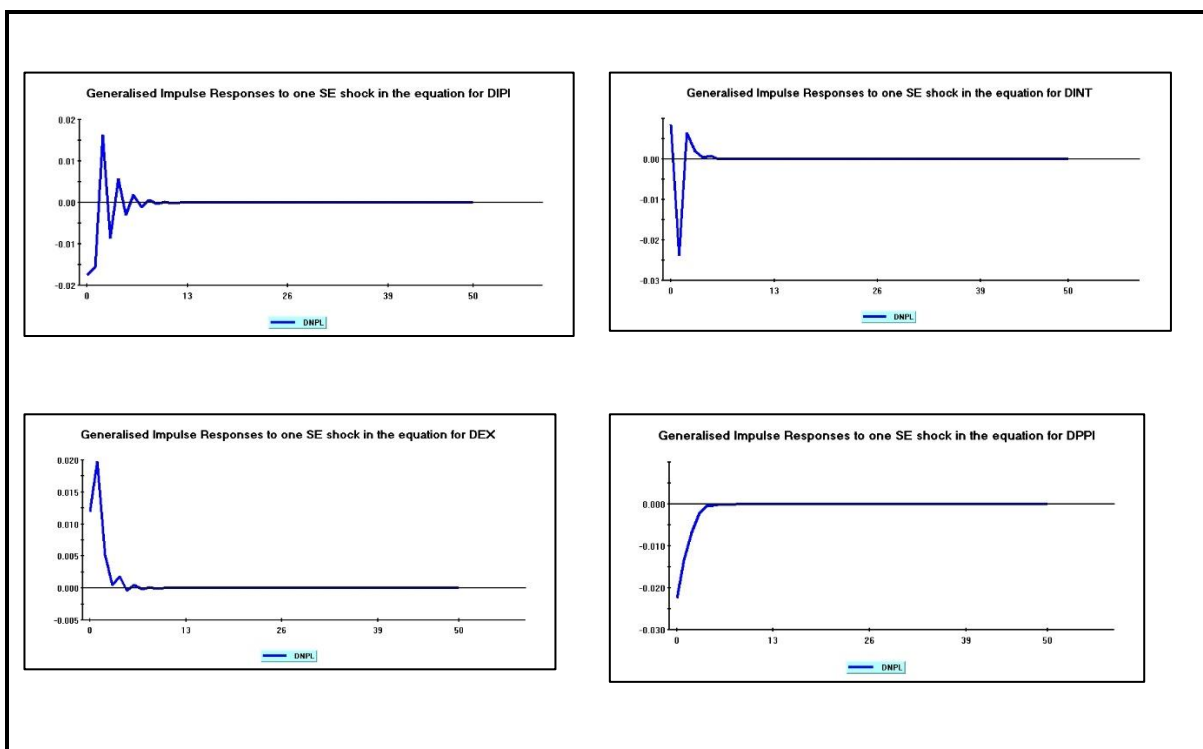 Generalised Impulse Responses to one SE shock in the equation for DIPI
0.02
0.01
0.00
-0.01
-0.02
0 13 26 39 50
DNPL
Generalised Impulse Responses to one SE shock in the equation for DINT
0.00
-0.01
-0.02
-0.03
0 13 26 39 50
DNPL
Generalised Impulse Responses to one SE shock in the equation for DEX
0.020
0.015
0.010
0.005
0.000
-0.005
0 13 26 39 50
DNPL
Generalised Impulse Responses to one SE shock in the equation for DPPI
0.000
-0.010
-0.020
-0.030
0 13 26 39 50
DNPL